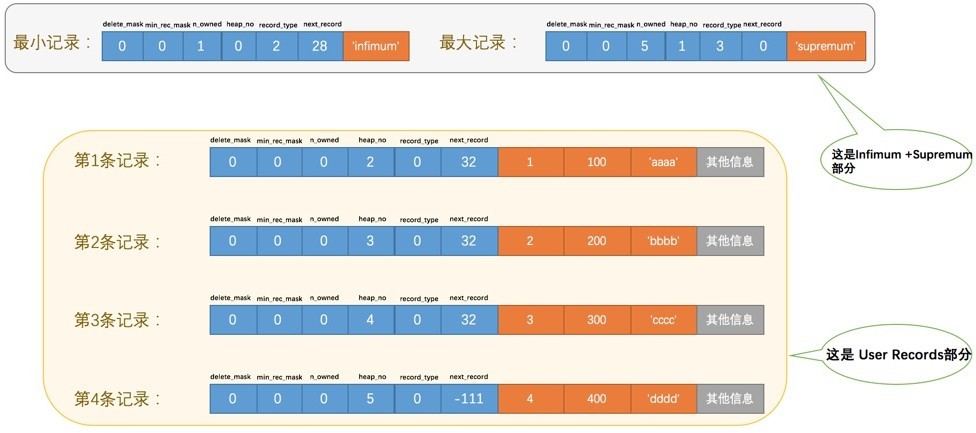 delete_mask min_rec_mask n_owned heap_no record_type next_record
最小记录： 0 0 1 0 2 28 'infimum'
delete_mask min_rec_mask n_owned heap_no record_type next_record
最大记录： 0 0 5 1 3 0 'supremum'
这是Infimum +Supremum
部分
delete_mask min_rec_mask n_owned heap_no record_type next_record
第1条记录： 0 0 0 2 0 32 1 100 'aaaa' 其他信息
delete_mask min_rec_mask n_owned heap_no record_type next_record
第2条记录： 0 0 0 3 0 32 2 200 'bbbb' 其他信息
delete_mask min_rec_mask n_owned heap_no record_type next_record
第3条记录： 0 0 0 4 0 32 3 300 'cccc' 其他信息
这是 User Records部分
delete_mask min_rec_mask n_owned heap_no record_type next_record
第4条记录： 0 0 0 5 0 -111 4 400 'dddd' 其他信息